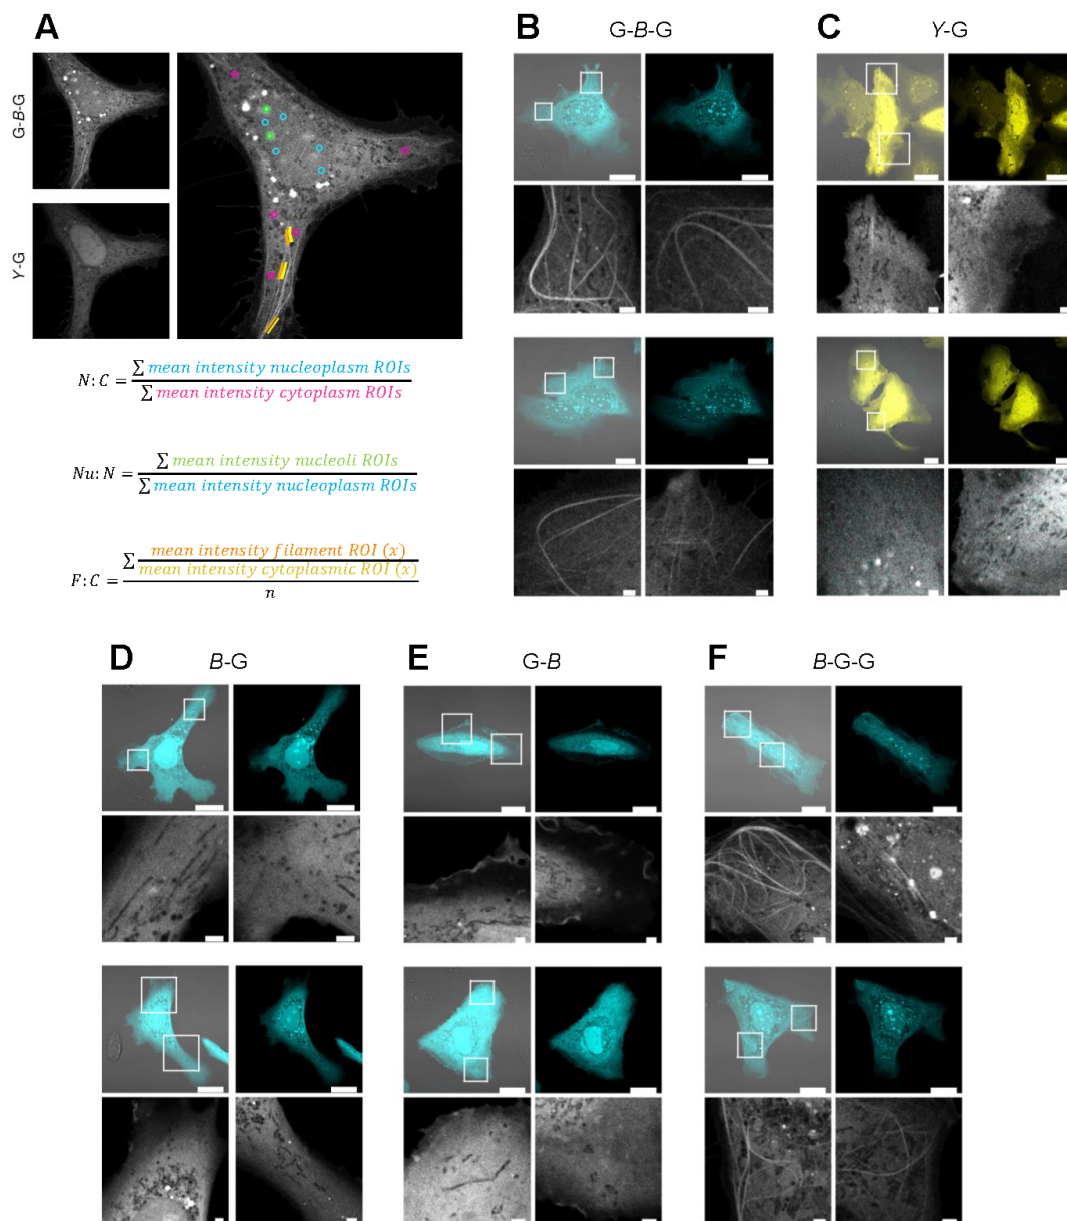 A
G-B-G
Y-G
N: C = ∑ mean intensity nucleoplasm ROIs
∑ mean intensity cytoplasm ROIs
Nu: N = ∑ mean intensity nucleoli ROIs
∑ mean intensity nucleoplasm ROIs
F: C = ∑ mean intensity filament ROI (x)
mean intensity cytoplasmic ROI (x)
n
B
G-B-G
C
Y-G
D
B-G
E
G-B
F
B-G-G